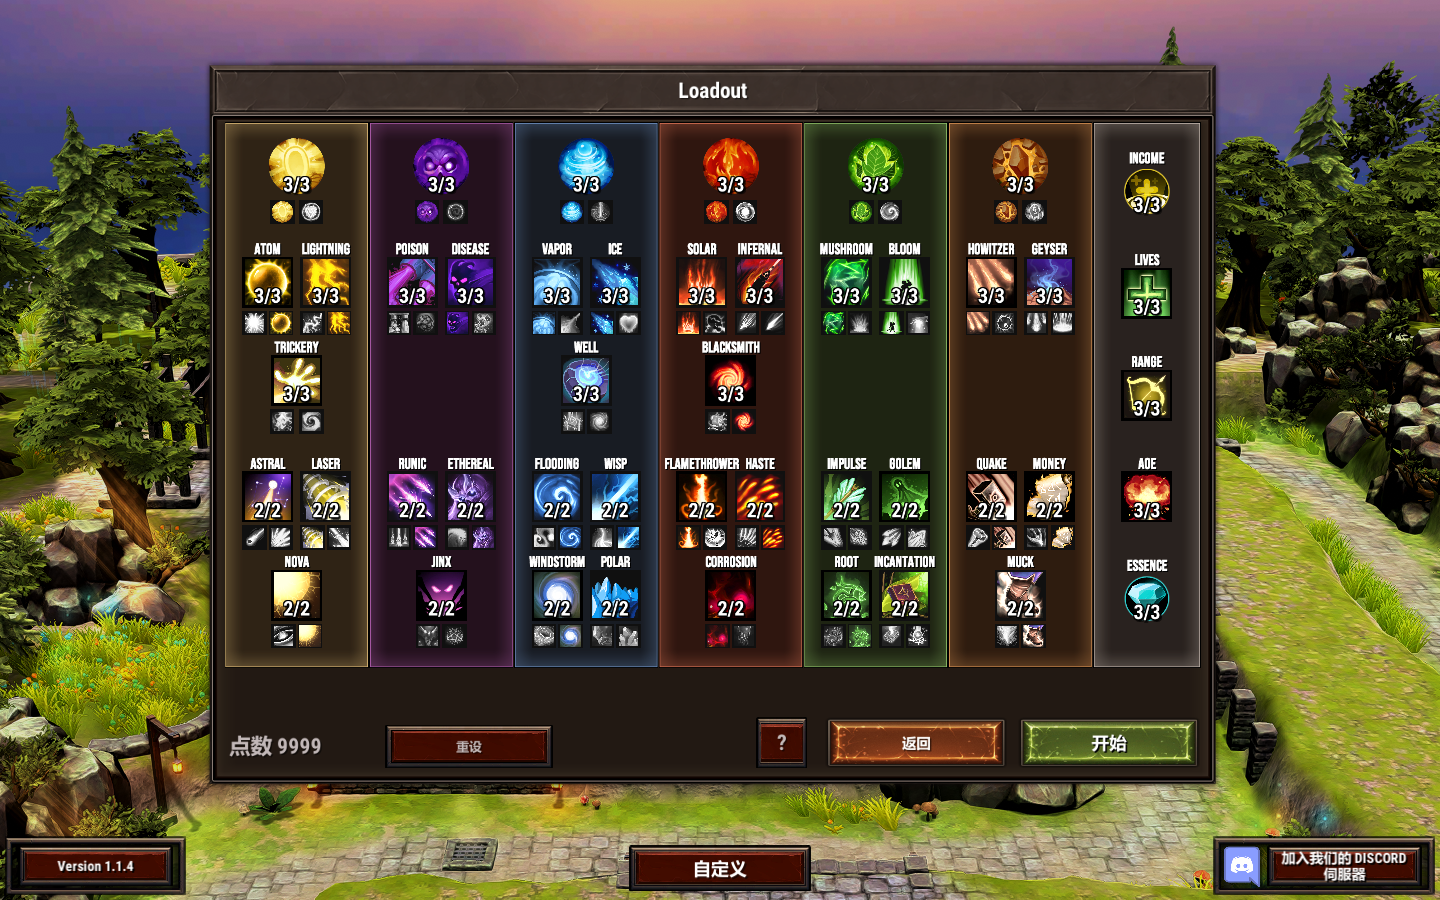 Loadout
3/3 3/3 3/3 3/3 3/3 3/3
INCOME
3/3
ATOM LIGHTNING POISON DISEASE VAPOR ICE SOLAR INFERNAL MUSHROOM BLOOM HOWITZER GEYSER
3/3 3/3 3/3 3/3 3/3 3/3 3/3 3/3 3/3 3/3 3/3 3/3
LIVES
3/3
TRICKERY WELL BLACKSMITH
3/3 3/3 3/3
RANGE
3/3
ASTRAL LASER RUNIC ETHEREAL FLOODING WISP FLAMETHROWER HASTE IMPULSE GOLEM QUAKE MONEY
2/2 2/2 2/2 2/2 2/2 2/2 2/2 2/2 2/2 2/2 2/2 2/2
AOE
3/3
NOVA JINX WINDSTORM POLAR CORROSION ROOT INCANTATION MUCK
2/2 2/2 2/2 2/2 2/2 2/2 2/2 2/2
ESSENCE
3/3
点数 9999
重设
?
返回
开始
Version 1.1.4
自定义
加入我们的 DISCORD
伺服器